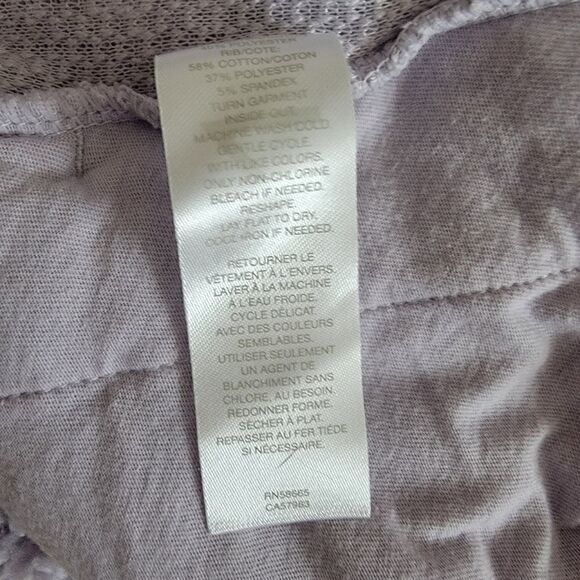 POLYESTER
RIB/COTE:
58% COTTON/COTON
37% POLYESTER
5% SPANDEX
TURN GARMENT
INSIDE OUT.
MACHINE WASH COLD
GENTLE CYCLE.
WITH LIKE COLORS.
ONLY NON-CHLORINE
BLEACH IF NEEDED.
RESHAPE.
LAY FLAT TO DRY.
COOL IRON IF NEEDED.
RETOURNER LE
VÊTEMENT À L'ENVERS.
LAVER À LA MACHINE
À L'EAU FROIDE.
CYCLE DÉLICAT.
AVEC DES COULEURS
SEMBLABLES.
UTILISER SEULEMENT
UN AGENT DE
BLANCHIMENT SANS
CHLORE, AU BESOIN.
REDONNER FORME.
SÉCHER À PLAT.
REPASSER AU FER TIÈDE
SI NÉCESSAIRE.
RN58665
CA57983